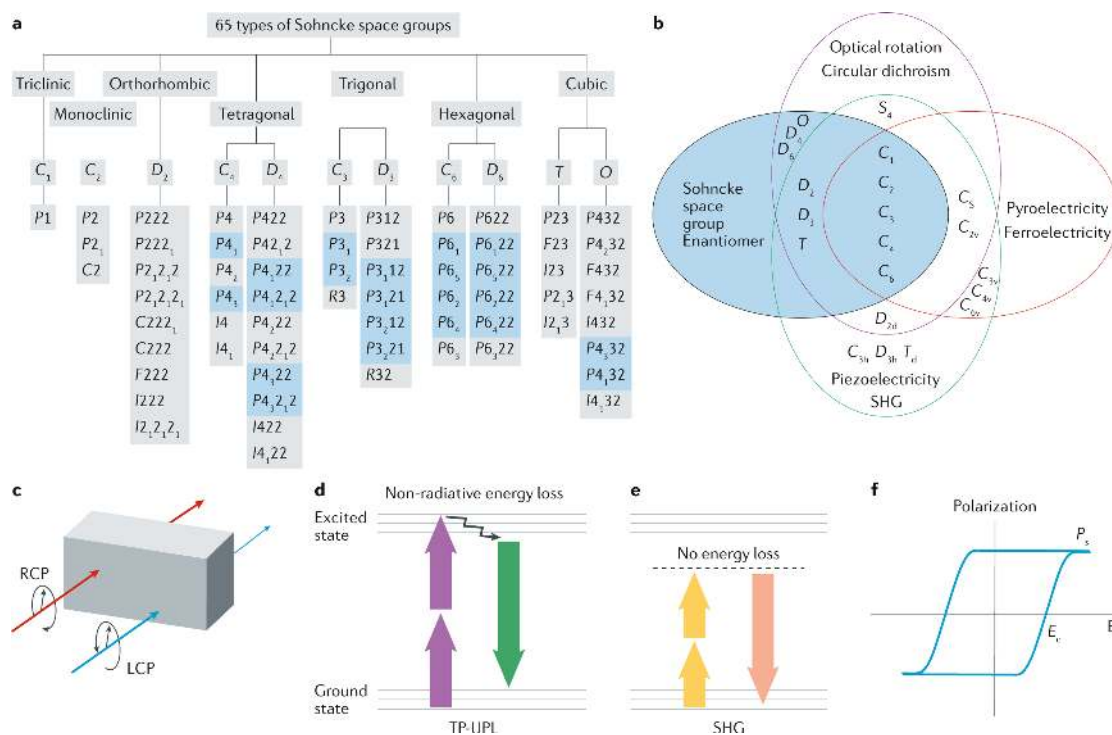 a
65 types of Sohncke space groups
Triclinic
Orthorhombic
Trigonal
Cubic
Monoclinic
Tetragonal
Hexagonal
C1
C2
D2
C4
D4
C3
D3
C6
D6
T
O
P1
P2
P21
C2
P222
P2221
P21212
P212121
C2221
C222
F222
I222
I212121
P4
P41
P42
P43
I4
I41
P422
P4212
P4122
P41212
P4222
P42212
P4322
P43212
I422
I4122
P3
P31
P32
R3
P312
P321
P3112
P3121
P3212
P3221
R32
P6
P61
P65
P62
P64
P63
P622
P6122
P6522
P6222
P6422
P6322
P23
F23
I23
P213
I213
P432
P4232
F432
F4132
I432
P4332
P4132
I4132
b
Optical rotation
Circular dichroism
S4
O
D4
D6
C1
C2
C3
C4
C6
D2
D3
T
Sohncke
space
group
Enantiomer
Cs
C2v
Pyroelectricity
Ferroelectricity
C3v
C4v
C6v
D2d
C3h D3h Td
Piezoelectricity
SHG
c
RCP
LCP
d
Non-radiative energy loss
Excited
state
Ground
state
TP-UPL
e
No energy loss
SHG
f
Polarization
Ps
Ec
E